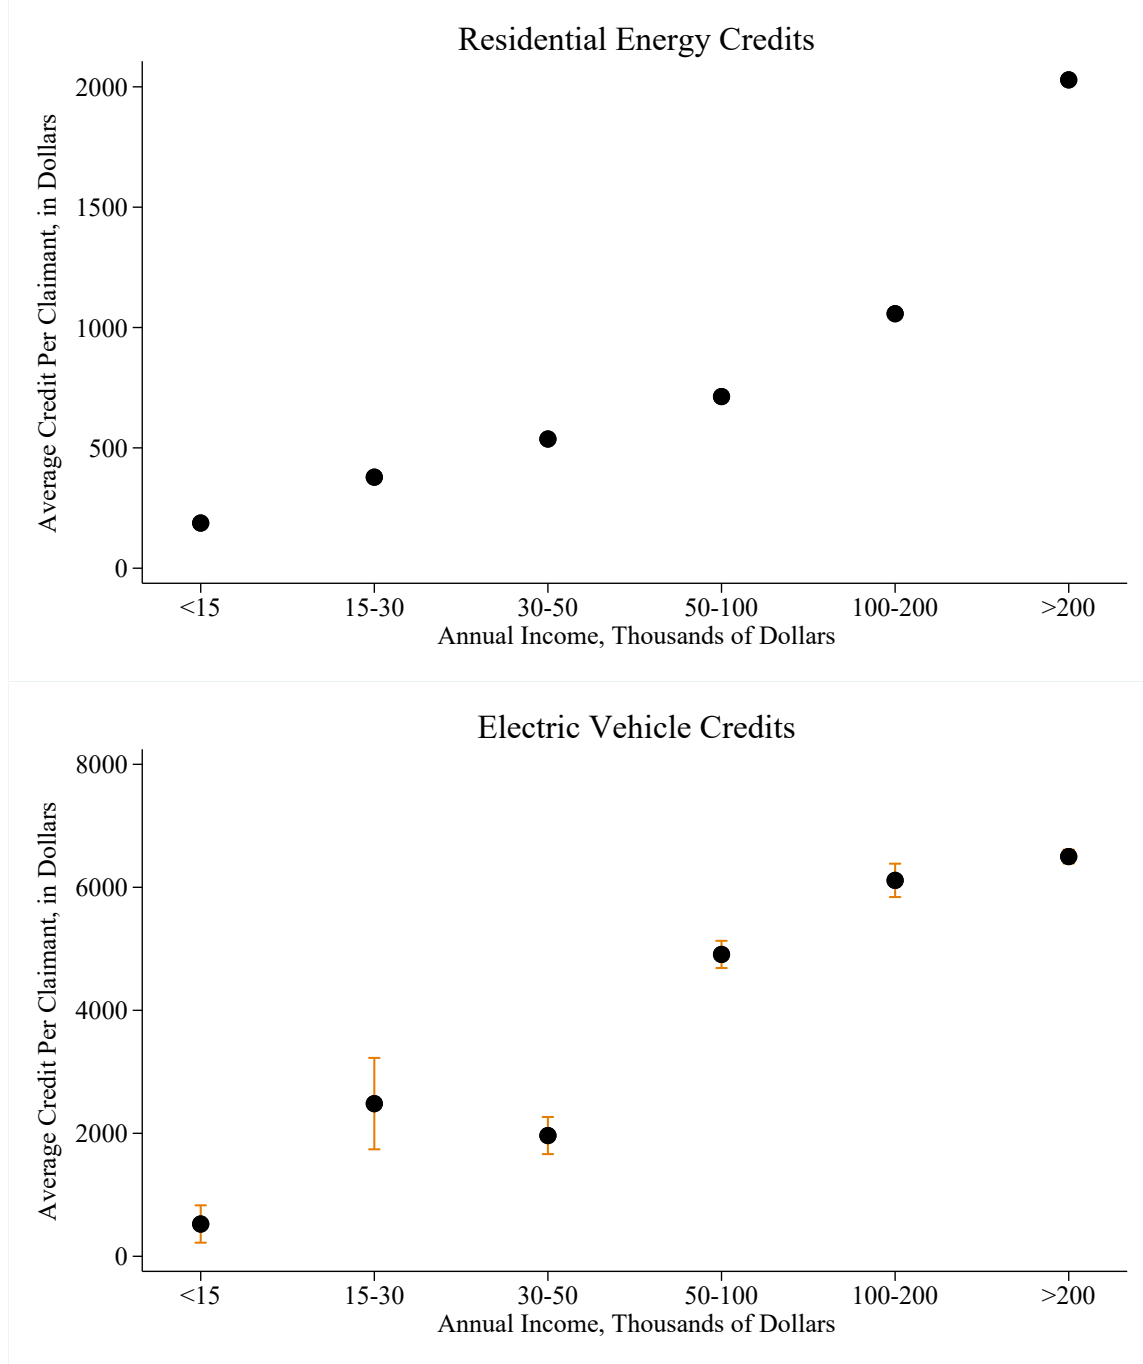 Residential Energy Credits
Average Credit Per Claimant, in Dollars
2000
1500
1000
500
0
<15 15-30 30-50 50-100 100-200 >200
Annual Income, Thousands of Dollars
Electric Vehicle Credits
Average Credit Per Claimant, in Dollars
8000
6000
4000
2000
0
<15 15-30 30-50 50-100 100-200 >200
Annual Income, Thousands of Dollars